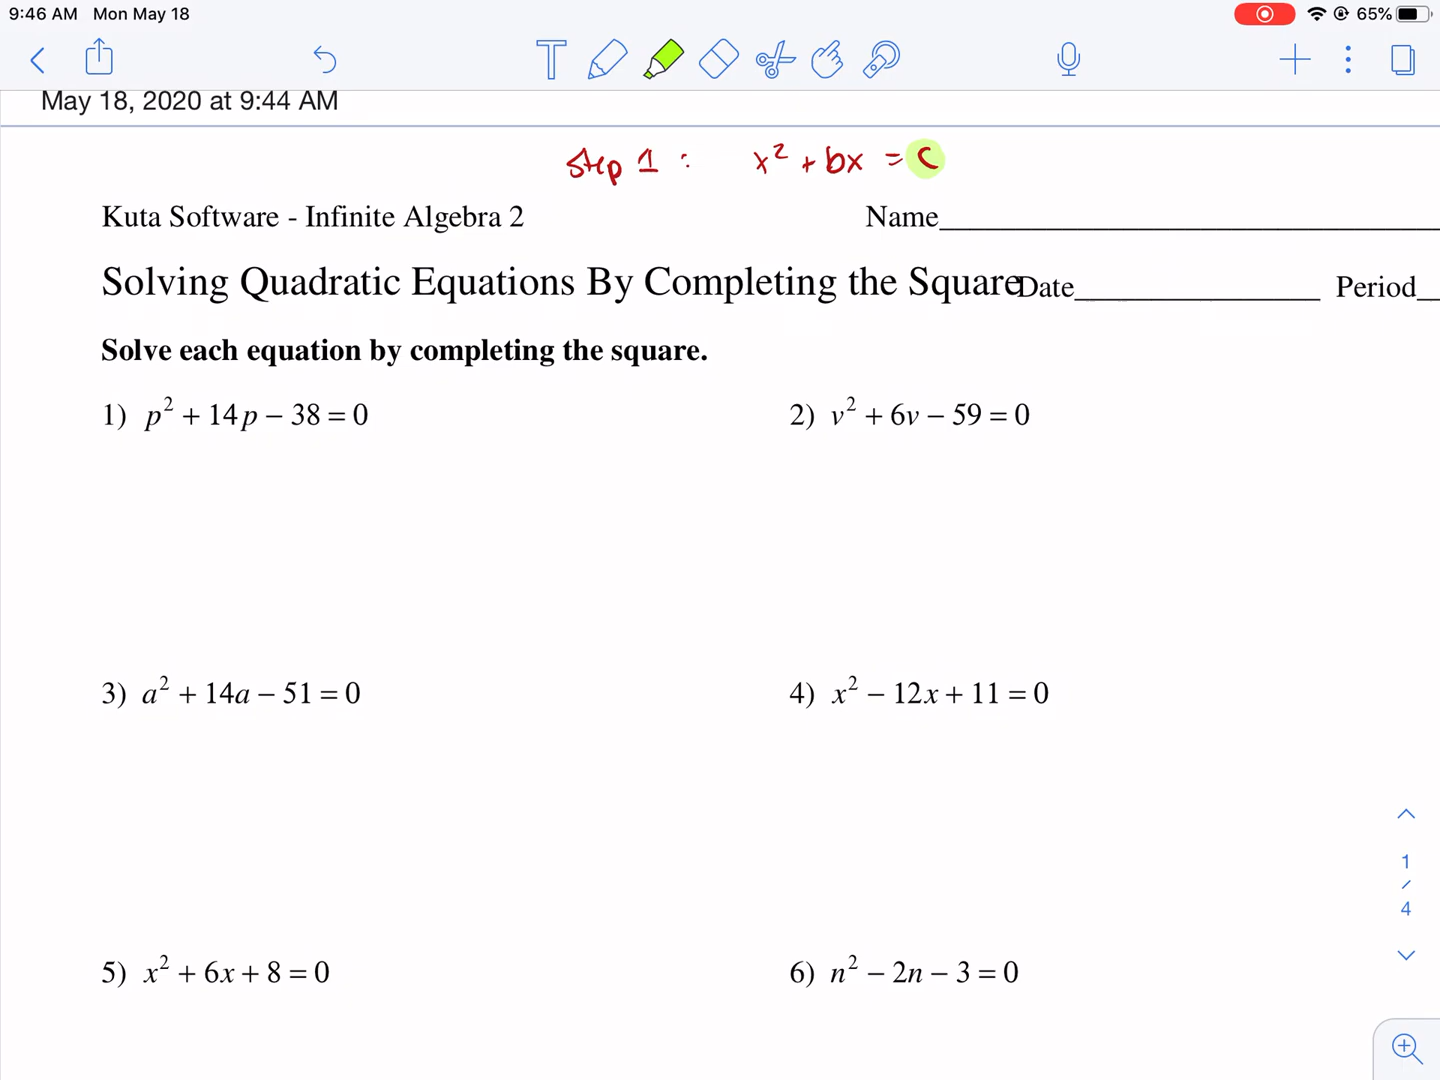 9:46 AM Mon May 18 65%
May 18, 2020 at 9:44 AM
Step 1 : x² + bx = c
Kuta Software - Infinite Algebra 2 Name
Solving Quadratic Equations By Completing the Square Date Period
Solve each equation by completing the square.
1) p² + 14p − 38 = 0 2) v² + 6v − 59 = 0
3) a² + 14a − 51 = 0 4) x² − 12x + 11 = 0
1
/
4
5) x² + 6x + 8 = 0 6) n² − 2n − 3 = 0